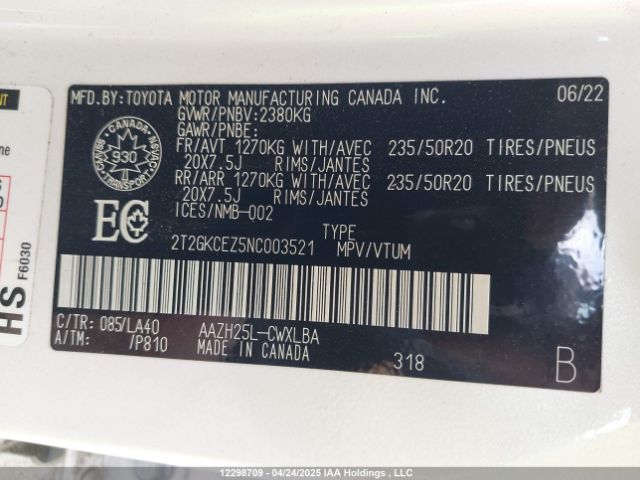 MFD.BY:TOYOTA MOTOR MANUFACTURING CANADA INC. 06/22
GVWR/PNBV:2380KG
GAWR/PNBE:
FR/AVT 1270KG WITH/AVEC 235/50R20 TIRES/PNEUS
20X7.5J RIMS/JANTES
RR/ARR 1270KG WITH/AVEC 235/50R20 TIRES/PNEUS
20X7.5J RIMS/JANTES
ICES/NMB-002
CANADA
930
TRANSPORT
EC
TYPE
2T2GKCEZ5NC003521 MPV/VTUM
C/TR: 085/LA40 AAZH25L-CWXLBA
A/TM: /P810 MADE IN CANADA
318 B
NT
ne
HS
F6030
12298709 - 04/24/2025 IAA Holdings, LLC. /Copart